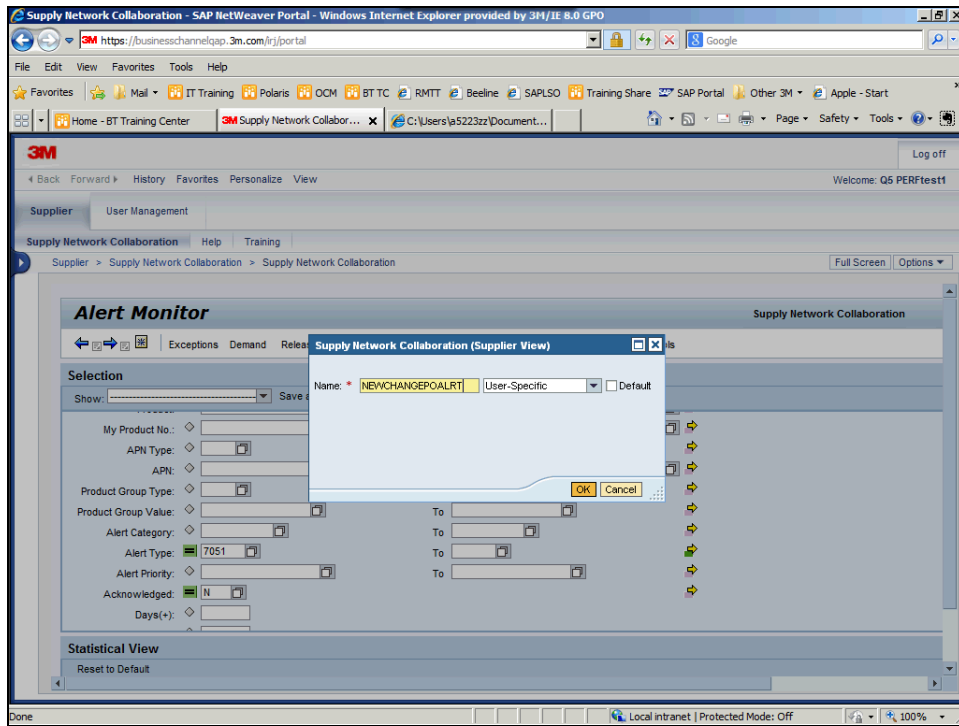 Supply Network Collaboration - SAP NetWeaver Portal - Windows Internet Explorer provided by 3M/IE 8.0 GPO
3M https://businesschannelqap.3m.com/irj/portal
Google
File Edit View Favorites Tools Help
Favorites Mail IT Training Polaris OCM BT TC RMTT Beeline SAPLSO Training Share SAP Portal Other 3M Apple - Start
Home - BT Training Center
3M Supply Network Collabor... x
C:\Users\a5223zz\Document...
Page Safety Tools
3M
Log off
Back Forward History Favorites Personalize View
Welcome: Q5 PERFtest1
Supplier User Management
Supply Network Collaboration Help Training
Supplier > Supply Network Collaboration > Supply Network Collaboration
Full Screen Options
Alert Monitor
Supply Network Collaboration
Exceptions Demand
Supply Network Collaboration (Supplier View)
Name: * NEWCHANGEPOALRT User-Specific Default
OK Cancel
Selection
Show:
My Product No.:
APN Type:
APN:
Product Group Type:
Product Group Value: To
Alert Category: To
Alert Type: 7051 To
Alert Priority: To
Acknowledged: N
Days(+):
Statistical View
Reset to Default
Done
Local intranet | Protected Mode: Off
100%